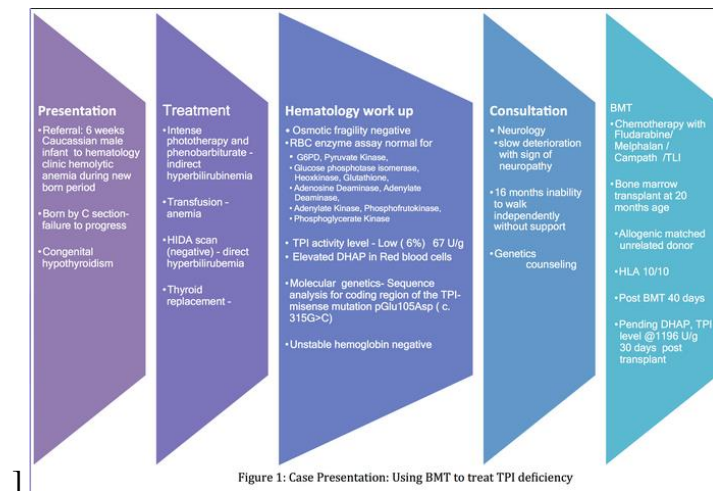 Presentation
•Referral: 6 weeks
Caucassian male
infant to hematology
clinic hemolytic
anemia during new
born period
•Born by C section-
failure to progress
•Congenital
hypothyroidism
Treatment
•Intense
phototherapy and
phenobarbiturate -
indirect
hyperbilirubinemia
•Transfusion -
anemia
•HIDA scan
(negative) - direct
hyperbilirubemia
•Thyroid
replacement -
Hematology work up
•Osmotic fragility negative
•RBC enzyme assay normal for
•G6PD, Pyruvate Kinase,
•Glucose phosphotase isomerase,
Heoxkinase, Glutathione,
•Adenosine Deaminase, Adenylate
Deaminase,
•Adenylate Kinase, Phosphofrutokinase,
•Phosphoglycerate Kinase
•TPI activity level - Low ( 6%) 67 U/g
•Elevated DHAP in Red blood cells
•Molecular genetics- Sequence
analysis for coding region of the TPI-
misense mutation pGlu105Asp ( c.
315G>C)
•Unstable hemoglobin negative
Consultation
•Neurology
•slow deterioration
with sign of
neuropathy
•16 months inability to
walk
independently
without support
•Genetics
counseling
BMT
•Chemotherapy with
Fludarabine/
Melphalan /
Campath /TLI
•Bone marrow
transplant at 20
months age
•Allogenic matched
unrelated donor
•HLA 10/10
•Post BMT 40 days
•Pending DHAP, TPI
level @1196 U/g
30 days post
transplant
]
Figure 1: Case Presentation: Using BMT to treat TPI deficiency